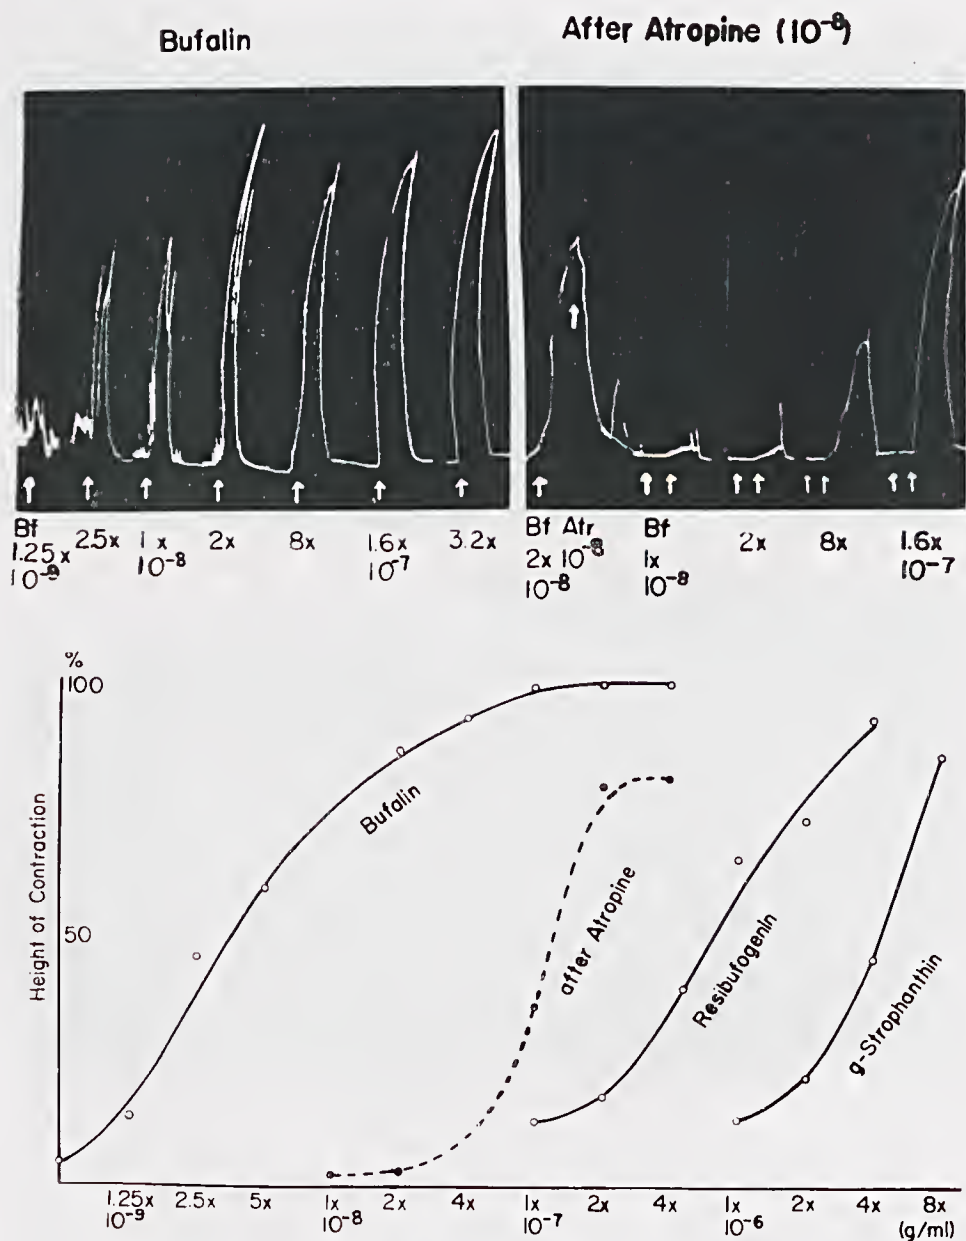 Bufalin
After Atropine (10⁻⁸)
Bf 2.5x 1x 2x 8x 1.6x 3.2x
1.25x 10⁻⁸ 10⁻⁷
10⁻⁹
Bf Atr Bf 2x 8x 1.6x
2x 10⁻⁸ 1x 10⁻⁷
10⁻⁸ 10⁻⁸
%
100
50
Height of Contraction
Bufalin
after Atropine
Resibufogenin
g-Strophanthin
1.25x 2.5x 5x 1x 2x 4x 1x 2x 4x 1x 2x 4x 8x
10⁻⁹ 10⁻⁸ 10⁻⁷ 10⁻⁶ (g/ml)